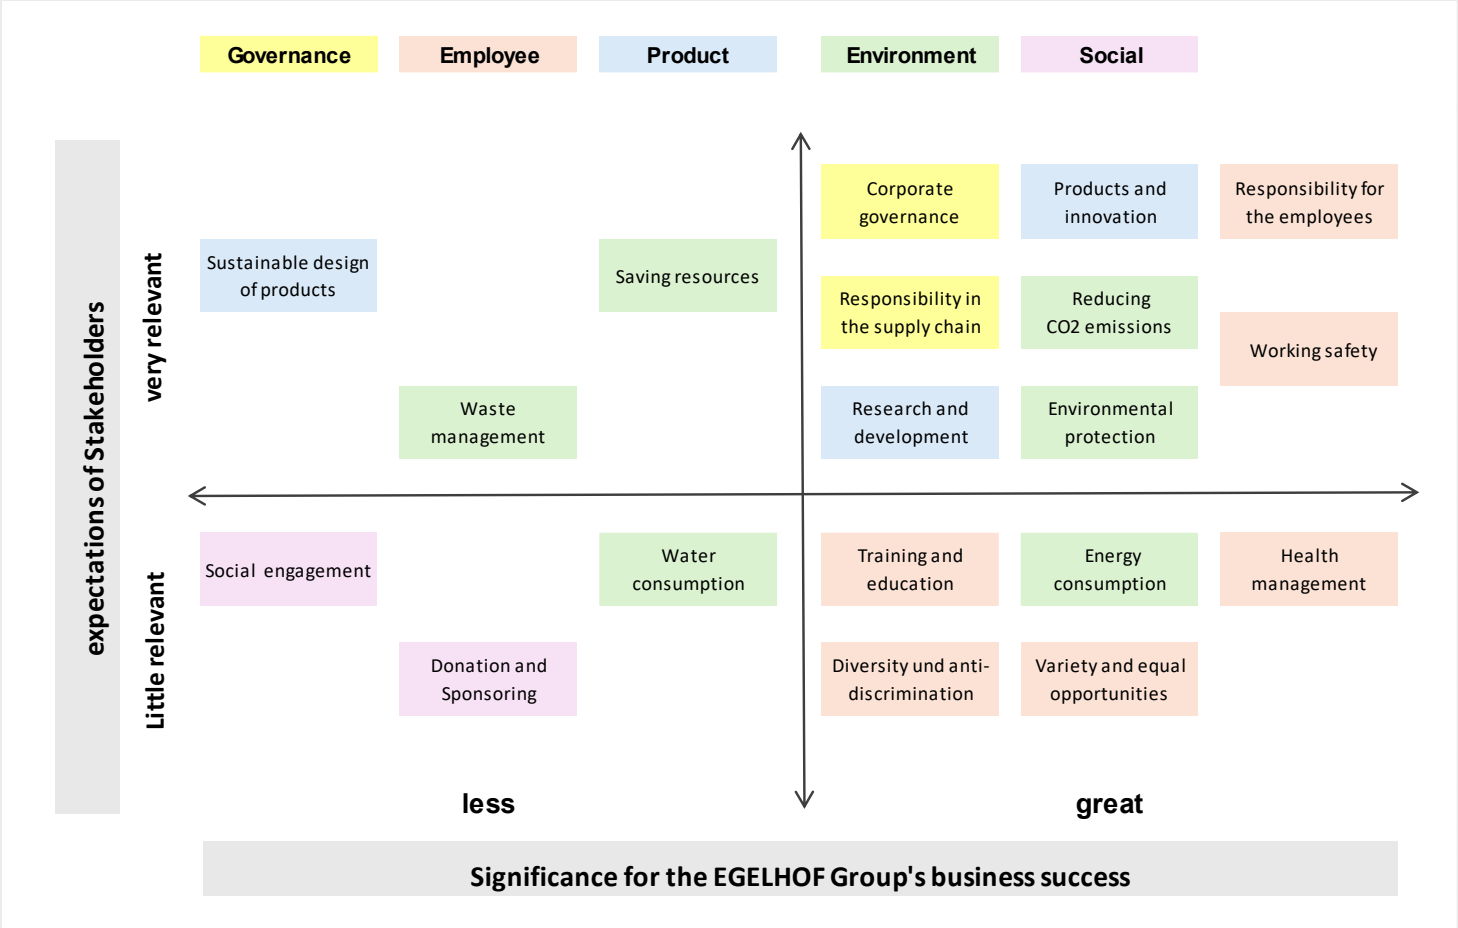 Governance
Employee
Product
Environment
Social
expectations of Stakeholders
very relevant
Little relevant
Corporate
governance
Products and
innovation
Responsibility for
the employees
Sustainable design
of products
Saving resources
Responsibility in
the supply chain
Reducing
CO2 emissions
Working safety
Waste
management
Research and
development
Environmental
protection
Social engagement
Water
consumption
Training and
education
Energy
consumption
Health
management
Donation and
Sponsoring
Diversity und anti-
discrimination
Variety and equal
opportunities
less
great
Significance for the EGELHOF Group's business success